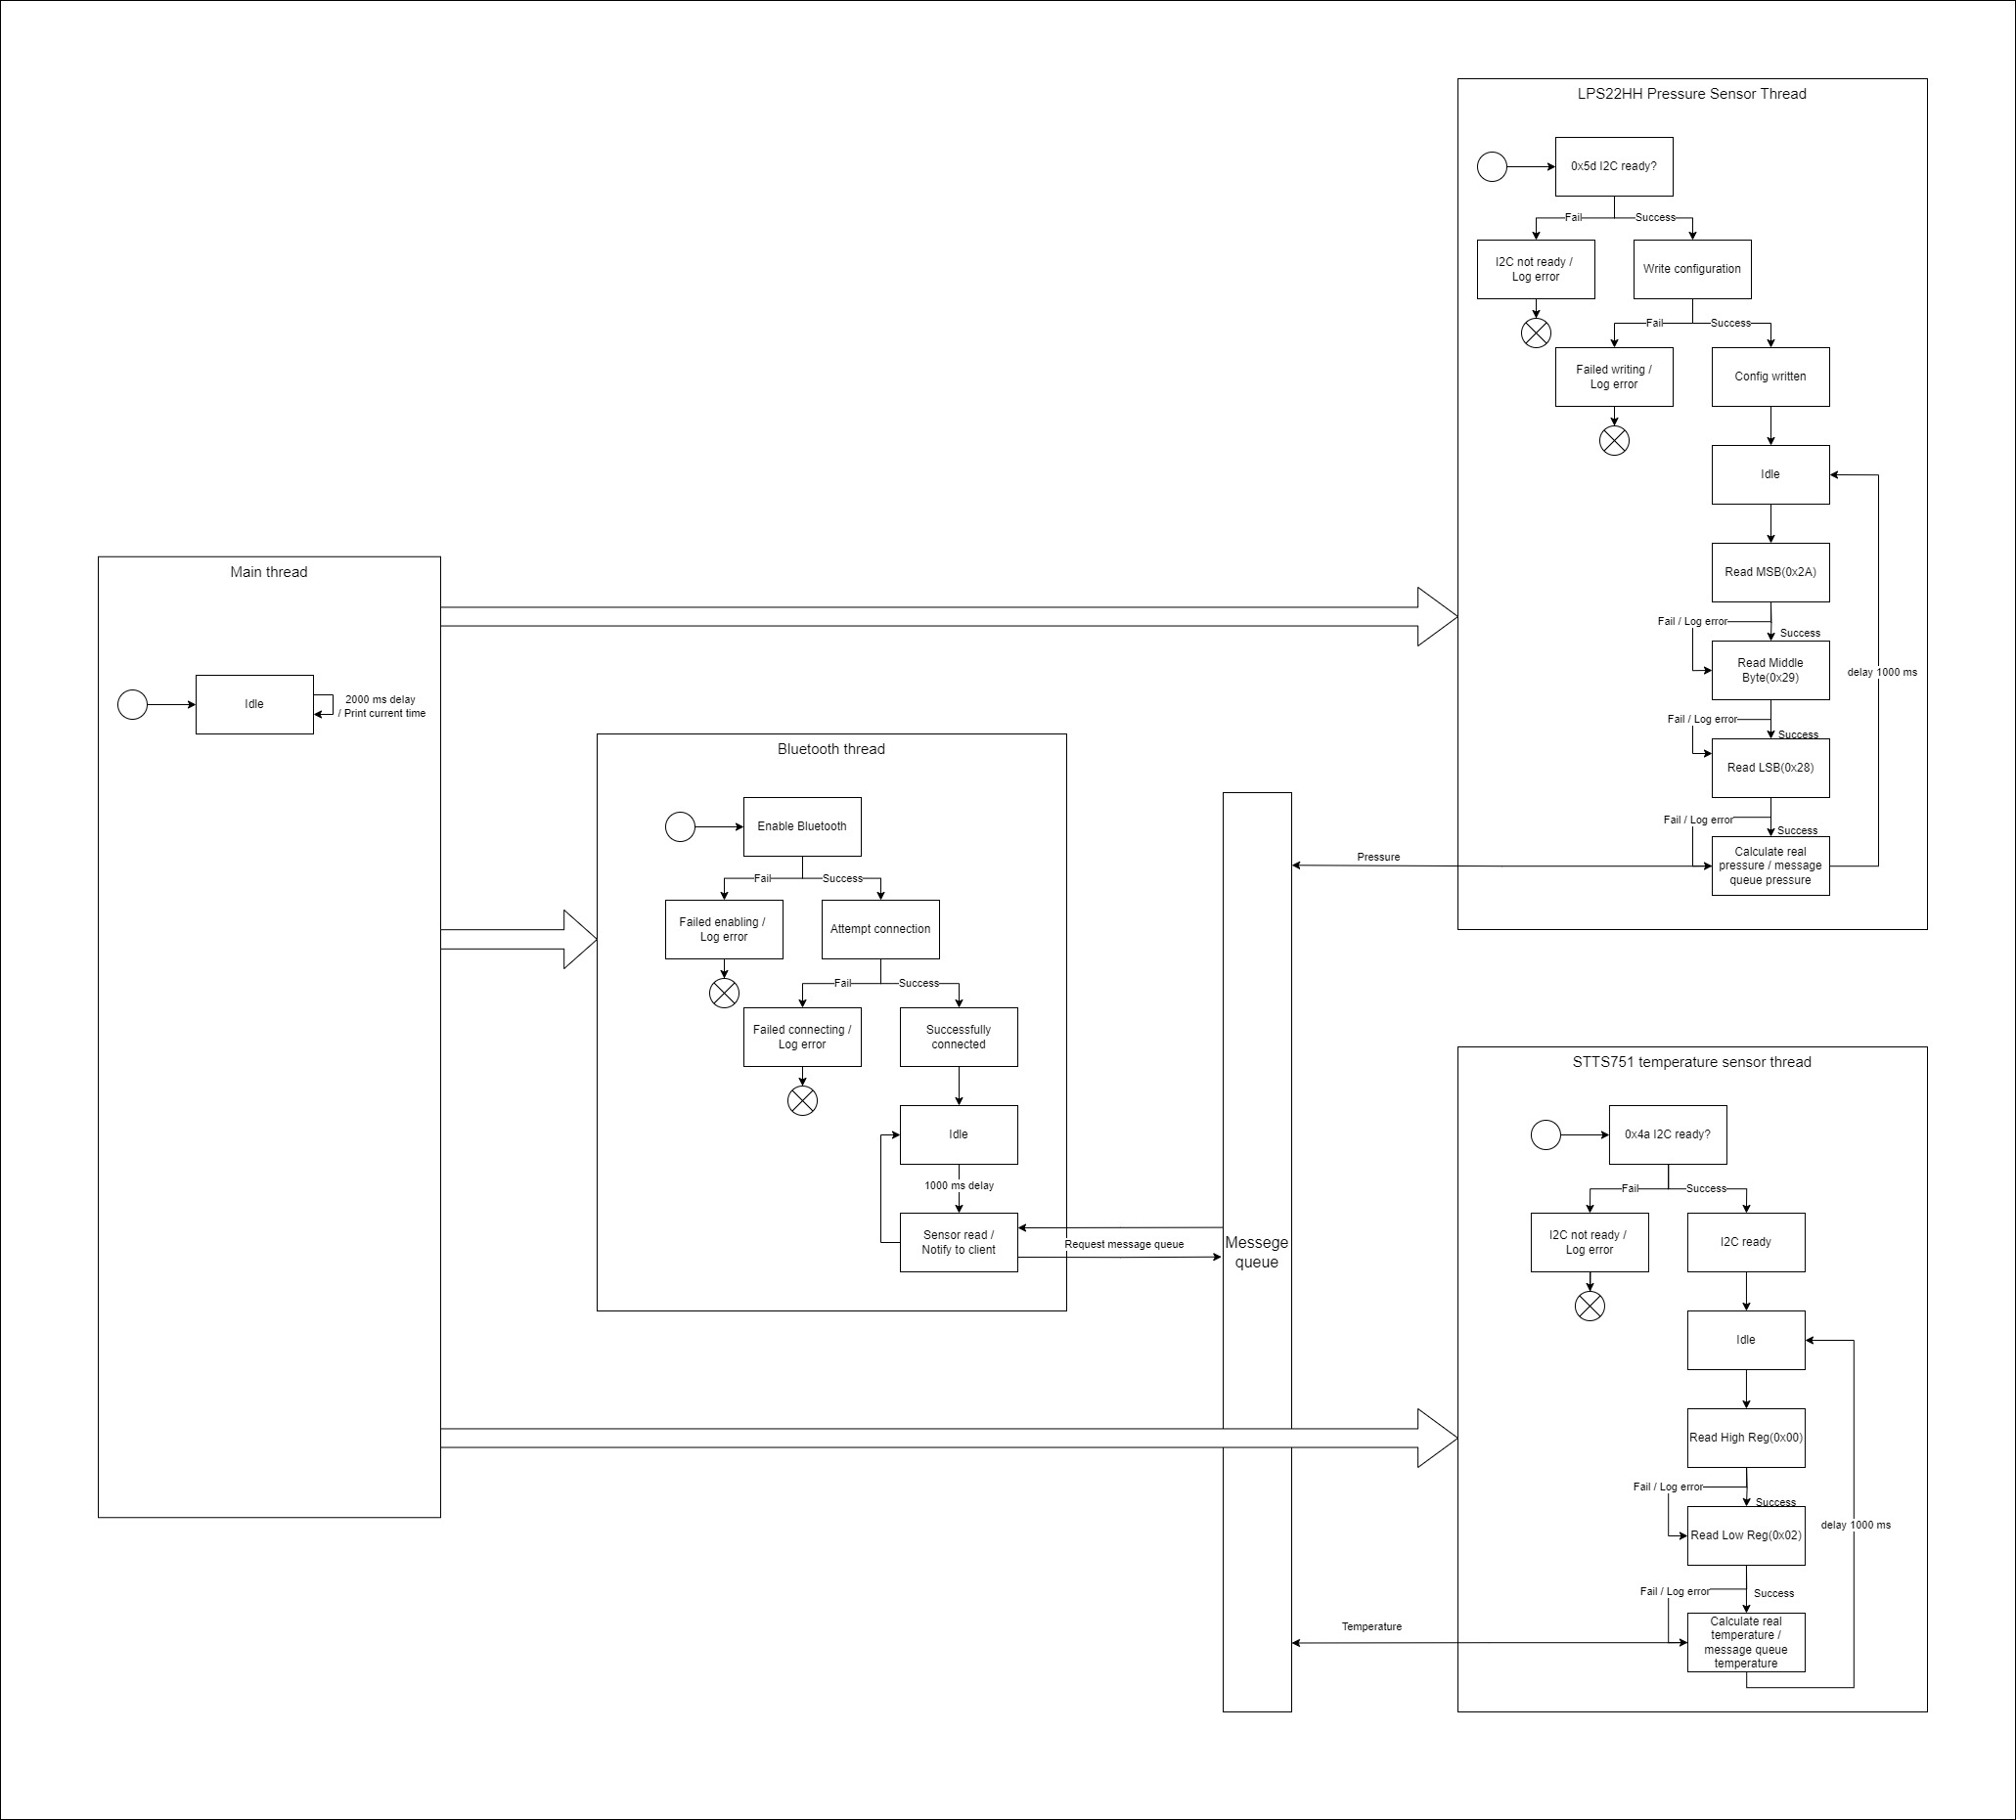 LPS22HH Pressure Sensor Thread
0x5d I2C ready?
Fail
Success
I2C not ready /
Log error
Write configuration
Fail
Success
Failed writing /
Log error
Config written
Idle
Read MSB(0x2A)
Fail / Log error
Success
Read Middle
Byte(0x29)
delay 1000 ms
Fail / Log error
Success
Read LSB(0x28)
Fail / Log error
Success
Calculate real
pressure / message
queue pressure
Pressure
Main thread
Idle
2000 ms delay
/ Print current time
Bluetooth thread
Enable Bluetooth
Fail
Success
Failed enabling /
Log error
Attempt connection
Fail
Success
Failed connecting /
Log error
Successfully
connected
Idle
1000 ms delay
Sensor read /
Notify to client
Request message queue
Messege
queue
STTS751 temperature sensor thread
0x4a I2C ready?
Fail
Success
I2C not ready /
Log error
I2C ready
Idle
Read High Reg(0x00)
Fail / Log error
Success
Read Low Reg(0x02)
delay 1000 ms
Fail / Log error
Success
Calculate real
temperature /
message queue
temperature
Temperature